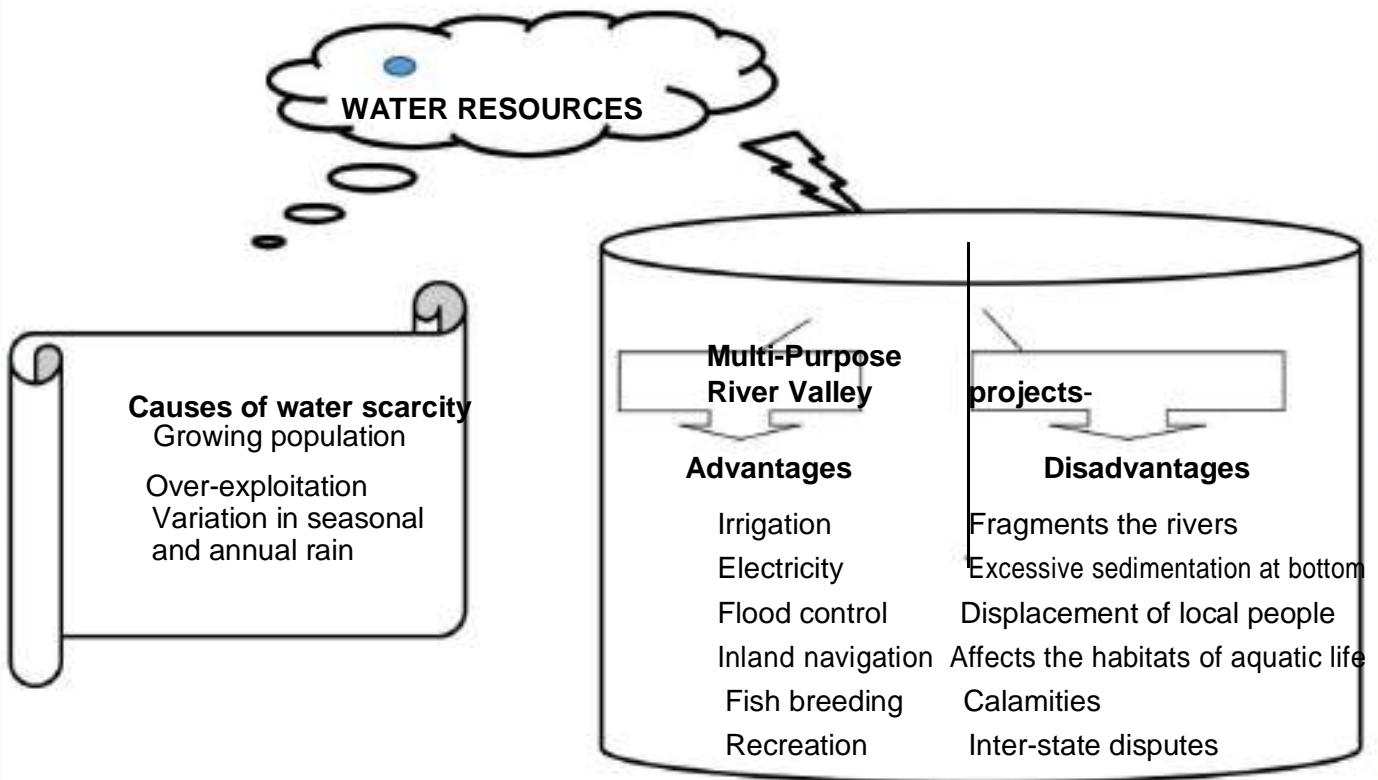 WATER RESOURCES
Causes of water scarcity
Growing population
Over-exploitation
Variation in seasonal
and annual rain
Multi-Purpose
River Valley projects-
Advantages
Irrigation
Electricity
Flood control
Inland navigation
Fish breeding
Recreation
Disadvantages
Fragments the rivers
Excessive sedimentation at bottom
Displacement of local people
Affects the habitats of aquatic life
Calamities
Inter-state disputes